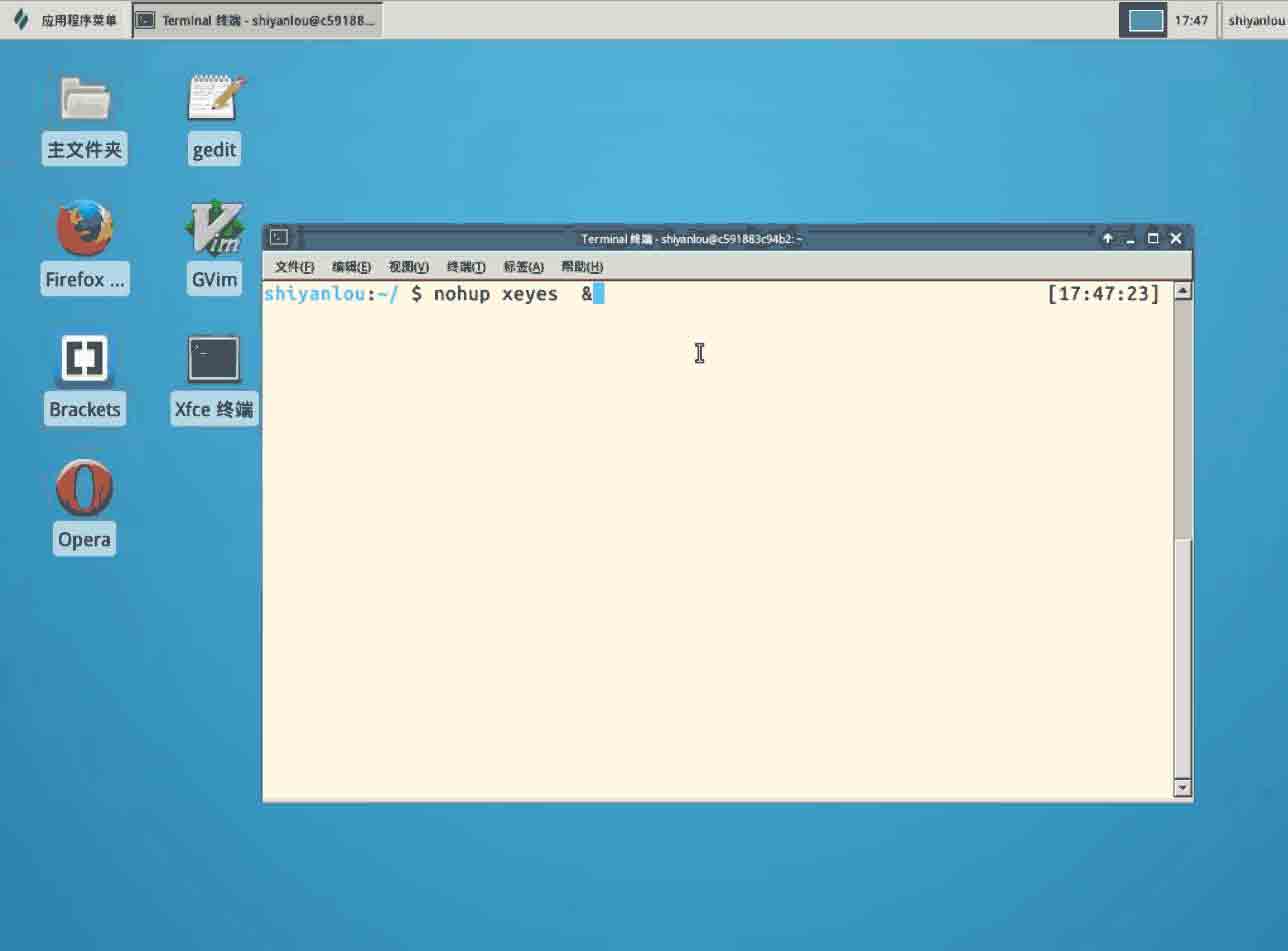 应用程序菜单
Terminal 终端 - shiyanlou@c59188...
17:47
shiyanlou
主文件夹
gedit
Firefox ...
Vim
GVim
Brackets
Xfce 终端
Opera
Terminal 终端 - shiyanlou@c591883c94b2: ~
文件(F) 编辑(E) 视图(V) 终端(T) 标签(A) 帮助(H)
shiyanlou:~/ $ nohup xeyes  & [17:47:23]